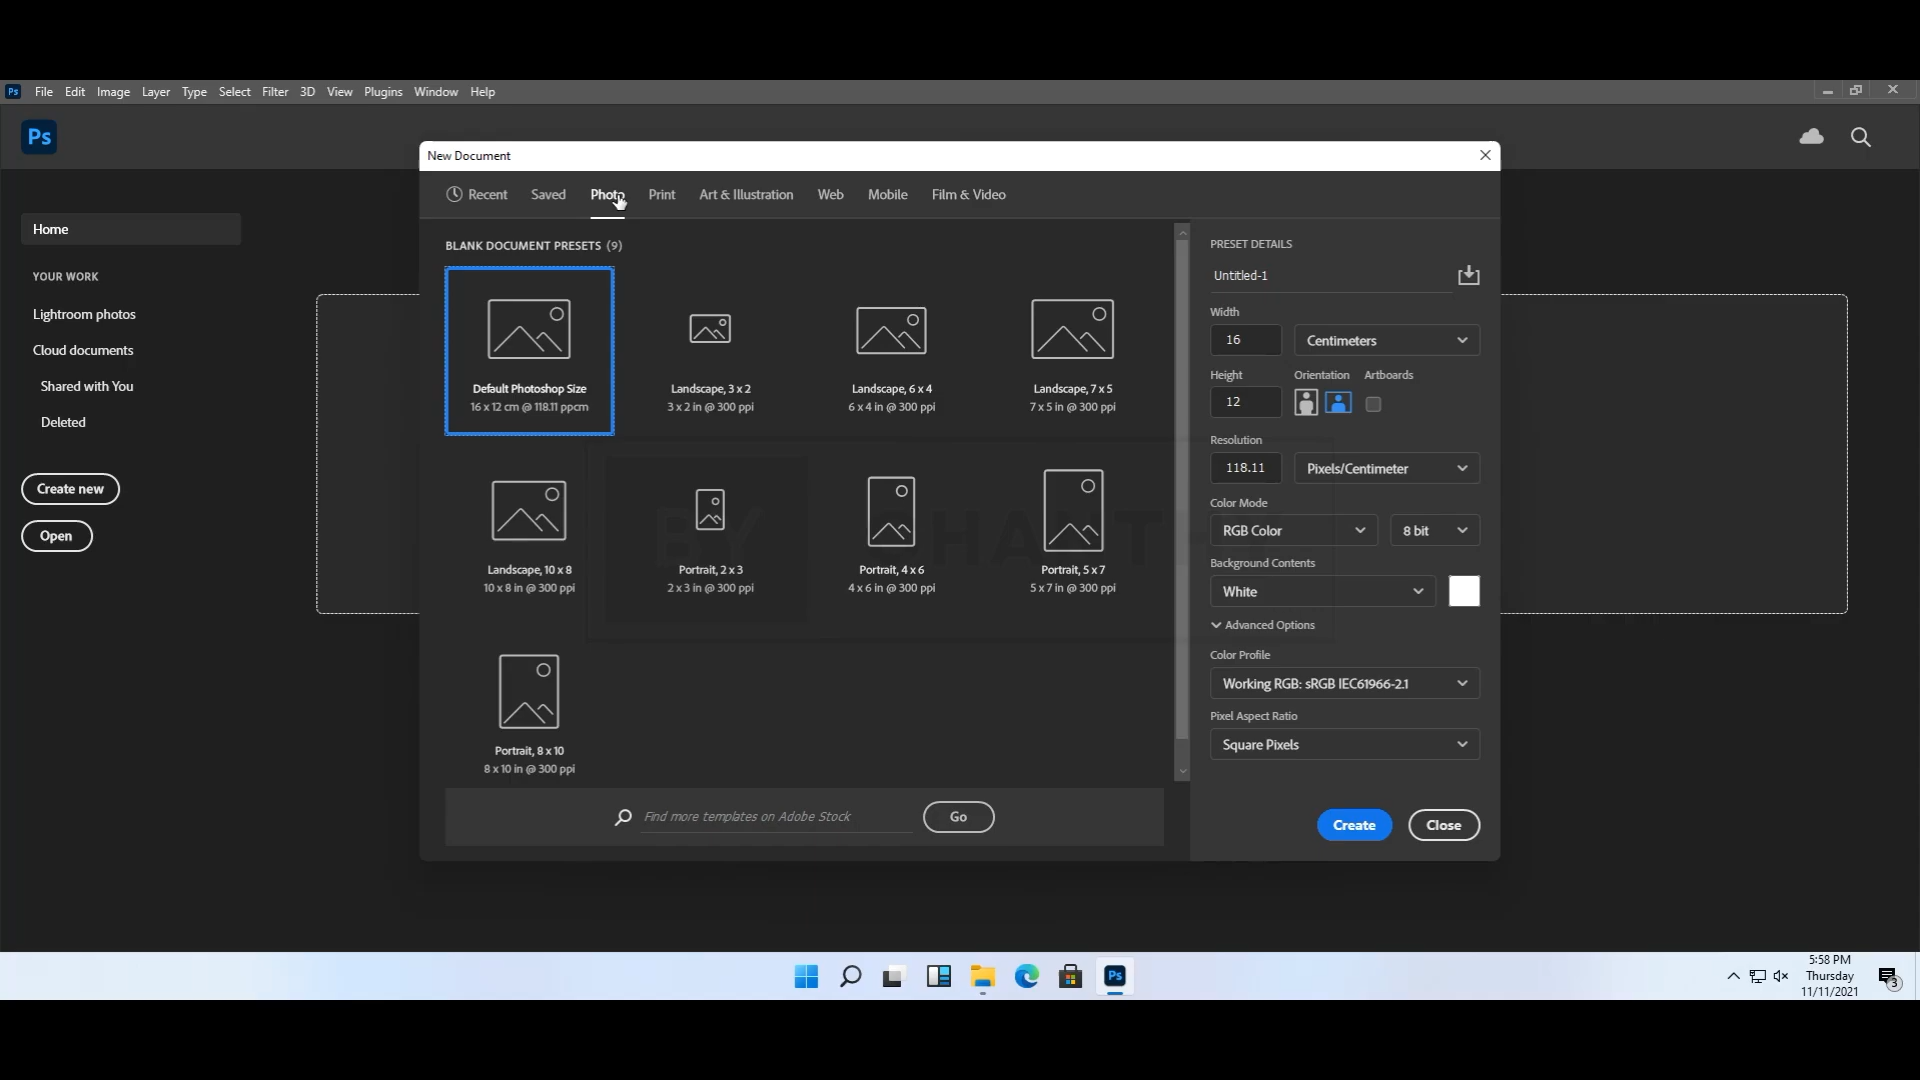 Ps File Edit Image Layer Type Select Filter 3D View Plugins Window Help
Ps
New Document
Recent Saved Photo Print Art & Illustration Web Mobile Film & Video
Home
YOUR WORK
Lightroom photos
Cloud documents
Shared with You
Deleted
Create new
Open
BLANK DOCUMENT PRESETS (9)
Default Photoshop Size
16 x 12 cm @ 118.11 ppcm
Landscape, 3 x 2
3 x 2 in @ 300 ppi
Landscape, 6 x 4
6 x 4 in @ 300 ppi
Landscape, 7 x 5
7 x 5 in @ 300 ppi
Landscape, 10 x 8
10 x 8 in @ 300 ppi
Portrait, 2 x 3
2 x 3 in @ 300 ppi
Portrait, 4 x 6
4 x 6 in @ 300 ppi
Portrait, 5 x 7
5 x 7 in @ 300 ppi
Portrait, 8 x 10
8 x 10 in @ 300 ppi
BY
Find more templates on Adobe Stock
Go
PRESET DETAILS
Untitled-1
Width
16 Centimeters
Height Orientation Artboards
12
Resolution
118.11 Pixels/Centimeter
Color Mode
RGB Color 8 bit
Background Contents
White
Advanced Options
Color Profile
Working RGB: sRGB IEC61966-2.1
Pixel Aspect Ratio
Square Pixels
Create Close
Ps
5:58 PM
Thursday
11/11/2021
3